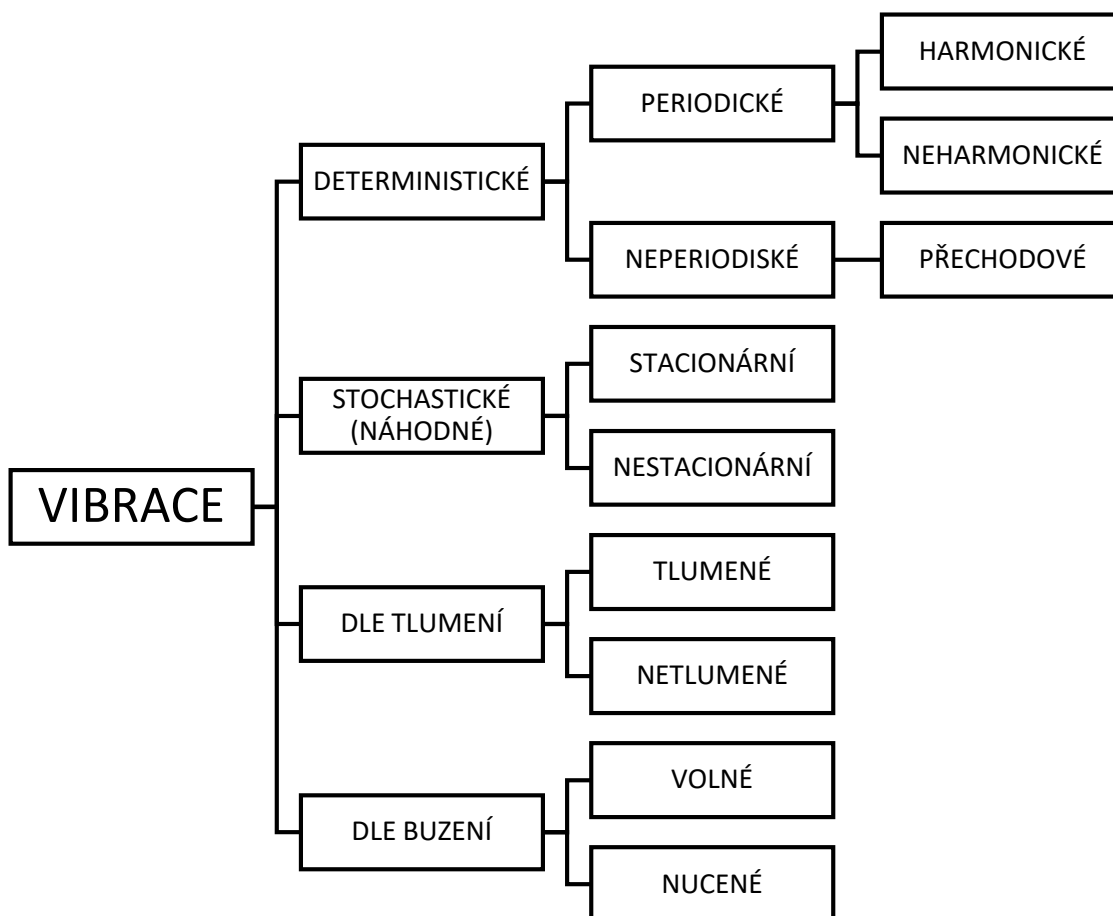 VIBRACE
DETERMINISTICKÉ
PERIODICKÉ
HARMONICKÉ
NEHARMONICKÉ
NEPERIODISKÉ
PŘECHODOVÉ
STOCHASTICKÉ
(NÁHODNÉ)
STACIONÁRNÍ
NESTACIONÁRNÍ
DLE TLUMENÍ
TLUMENÉ
NETLUMENÉ
DLE BUZENÍ
VOLNÉ
NUCENÉ